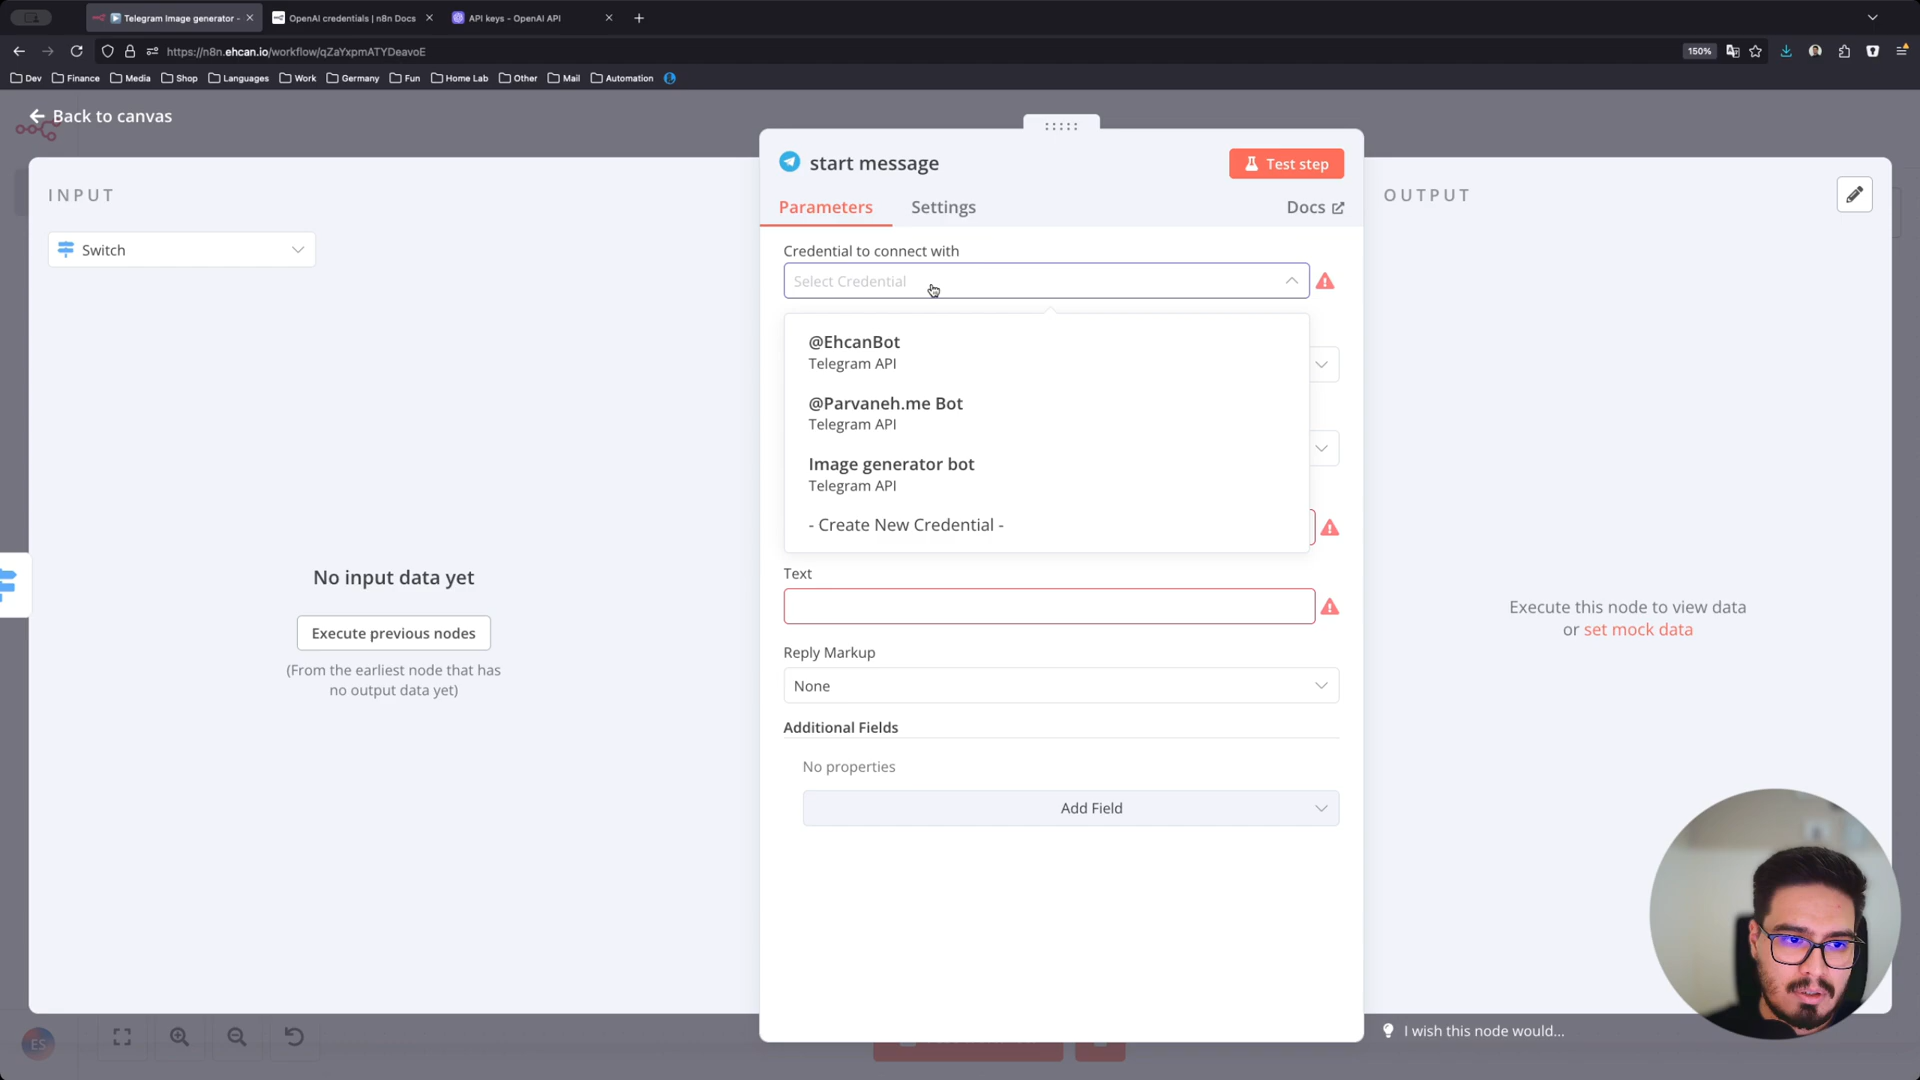 Telegram Image generator -
OpenAI credentials | n8n Docs
API keys - OpenAI API
https://n8n.ehcan.io/workflow/qZaYxpmATYDeavoE
150%
Dev
Finance
Media
Shop
Languages
Work
Germany
Fun
Home Lab
Other
Mail
Automation
Back to canvas
INPUT
Switch
No input data yet
Execute previous nodes
(From the earliest node that has
no output data yet)
start message
Test step
Parameters
Settings
Docs
Credential to connect with
Select Credential
@EhcanBot
Telegram API
@Parvaneh.me Bot
Telegram API
Image generator bot
Telegram API
- Create New Credential -
Text
Reply Markup
None
Additional Fields
No properties
Add Field
OUTPUT
Execute this node to view data
or set mock data
I wish this node would...
ES